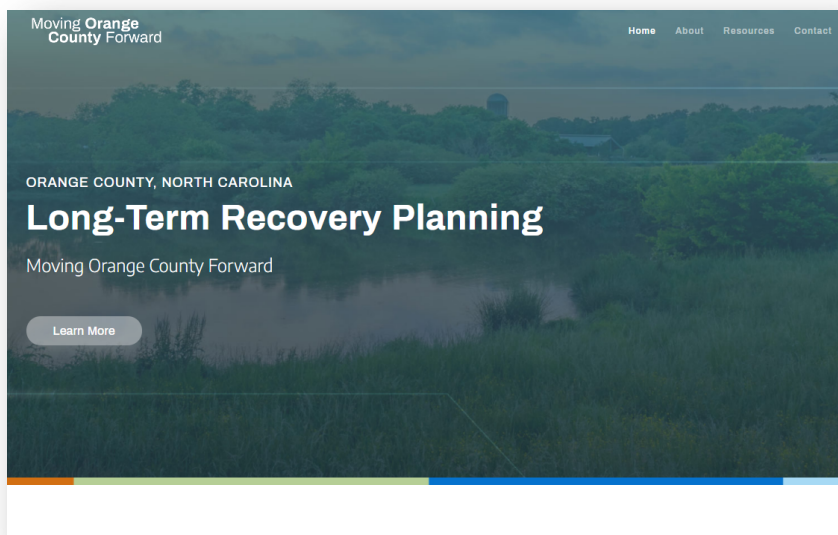 Moving Orange
County Forward
Home About Resources Contact
ORANGE COUNTY, NORTH CAROLINA
Long-Term Recovery Planning
Moving Orange County Forward
Learn More